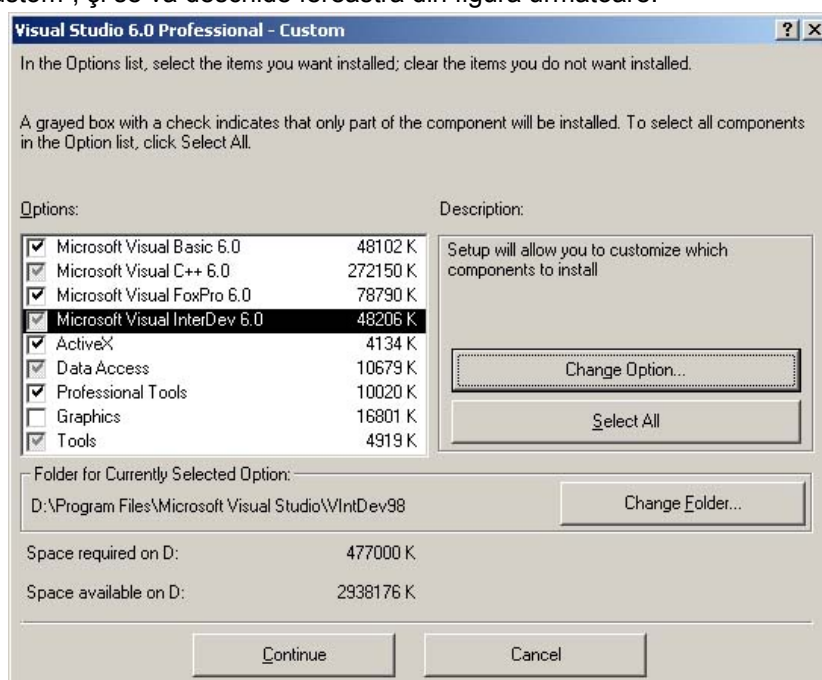 Visual Studio 6.0 Professional - Custom
In the Options list, select the items you want installed; clear the items you do not want installed.
A grayed box with a check indicates that only part of the component will be installed. To select all components
in the Option list, click Select All.
Options:
Description:
Microsoft Visual Basic 6.0 48102 K
Microsoft Visual C++ 6.0 272150 K
Microsoft Visual FoxPro 6.0 78790 K
Microsoft Visual InterDev 6.0 48206 K
ActiveX 4134 K
Data Access 10679 K
Professional Tools 10020 K
Graphics 16801 K
Tools 4919 K
Setup will allow you to customize which
components to install
Change Option...
Select All
Folder for Currently Selected Option:
D:\Program Files\Microsoft Visual Studio\VIntDev98
Change Folder...
Space required on D: 477000 K
Space available on D: 2938176 K
Continue
Cancel